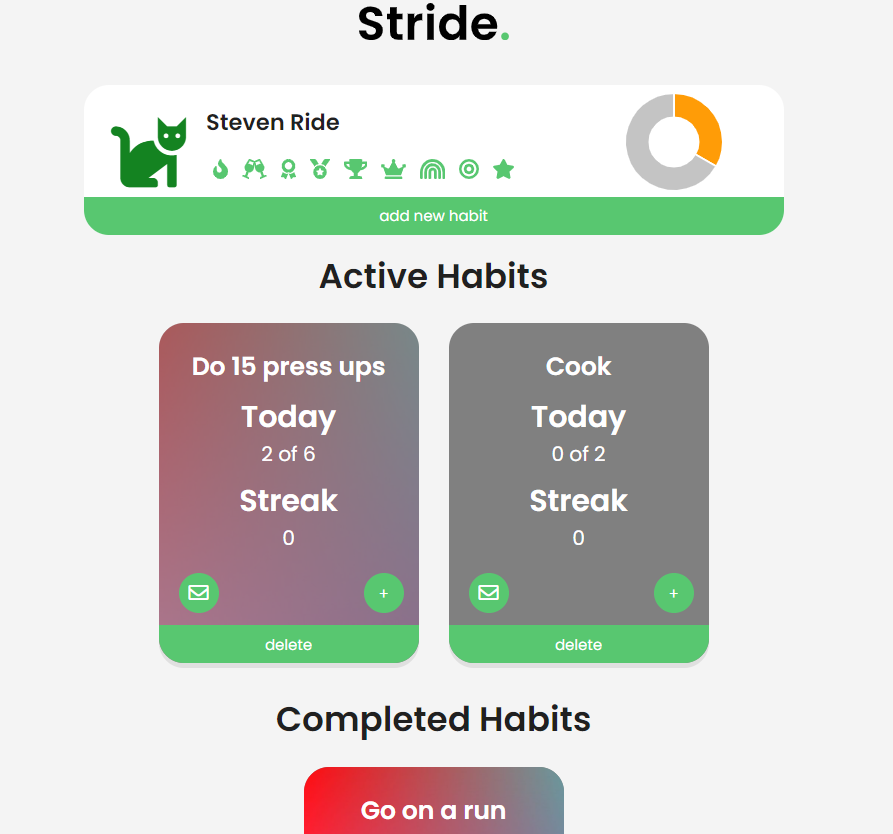 Stride.
Steven Ride
add new habit
Active Habits
Do 15 press ups
Today
2 of 6
Streak
0
+
delete
Cook
Today
0 of 2
Streak
0
+
delete
Completed Habits
Go on a run